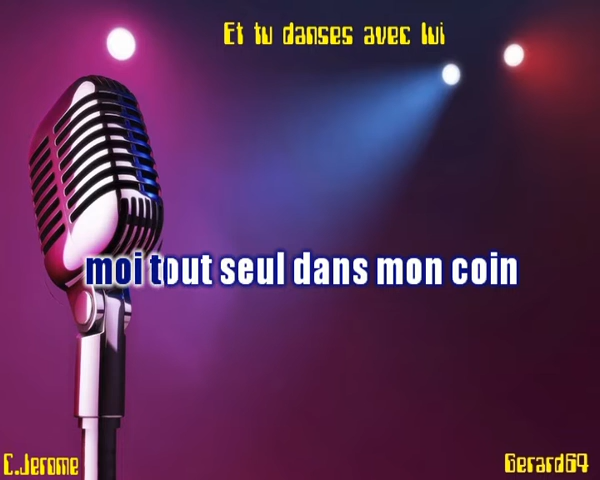 Et tu danses avec lui
moi tout seul dans mon coin
C.Jerome
Gerard64